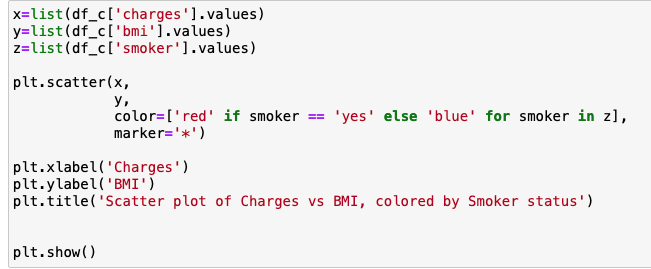 x=list(df_c['charges'].values)
y=list(df_c['bmi'].values)
z=list(df_c['smoker'].values)

plt.scatter(x,
            y,
            color=['red' if smoker == 'yes' else 'blue' for smoker in z],
            marker='*')

plt.xlabel('Charges')
plt.ylabel('BMI')
plt.title('Scatter plot of Charges vs BMI, colored by Smoker status')


plt.show()